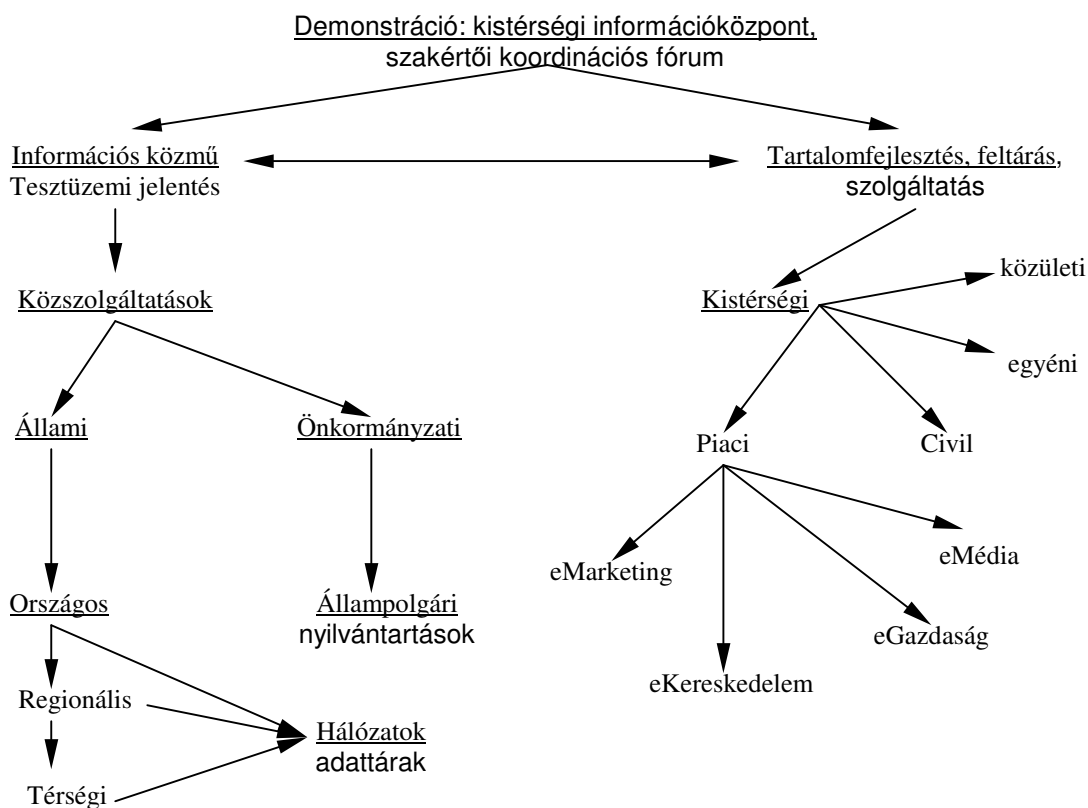 Demonstráció: kistérségi információközpont,
szakértői koordinációs fórum
Információs közmű
Tesztüzemi jelentés
Tartalomfejlesztés, feltárás,
szolgáltatás
Közszolgáltatások
Kistérségi
közületi
egyéni
Állami
Önkormányzati
Piaci
Civil
eMarketing
eMédia
Országos
Állampolgári
nyilvántartások
eGazdaság
eKereskedelem
Regionális
Hálózatok
adattárak
Térségi